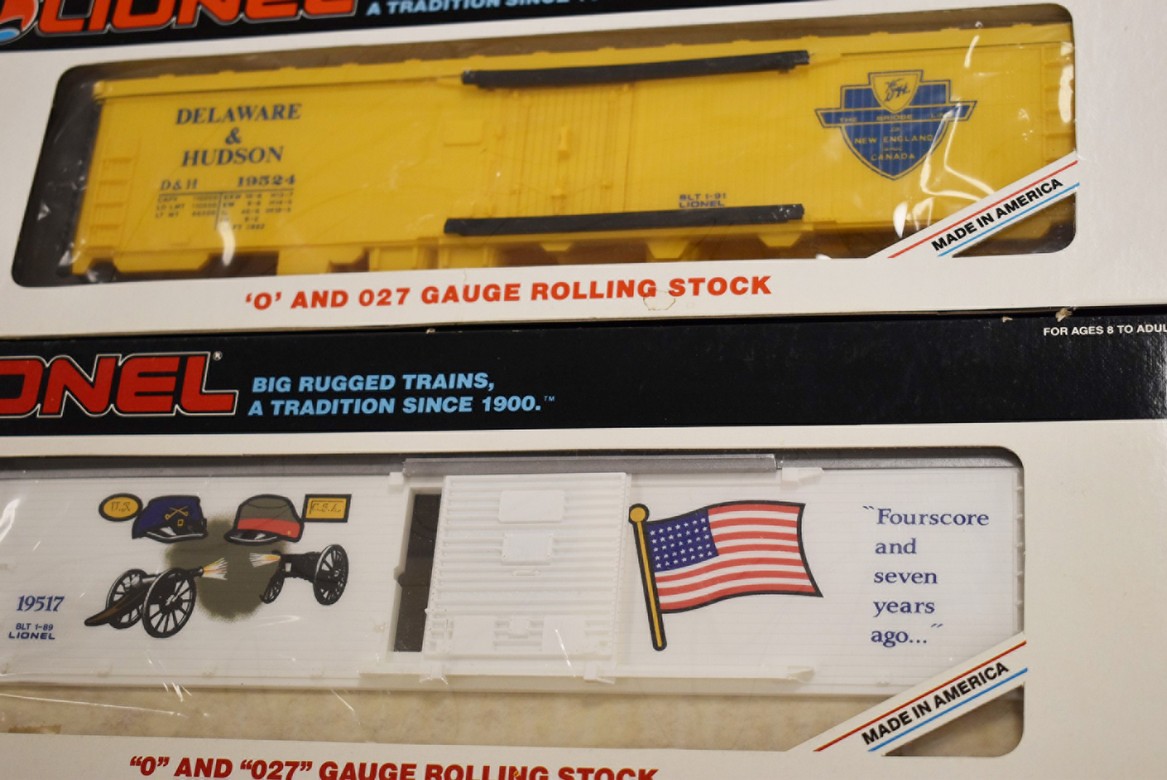 LIONEL
A TRADITION SINCE
DELAWARE
&
HUDSON
D&H 19524
THE BRIDGE LINE
NEW ENGLAND
CANADA
BLT 1-91
LIONEL
MADE IN AMERICA
‘O’ AND 027 GAUGE ROLLING STOCK
FOR AGES 8 TO ADUL
ONEL®
BIG RUGGED TRAINS,
A TRADITION SINCE 1900.™
U.S.
19517
BLT 1-89
LIONEL
“Fourscore
and
seven
years
ago...”
MADE IN AMERICA
“O” AND “027” GAUGE ROLLING STOCK